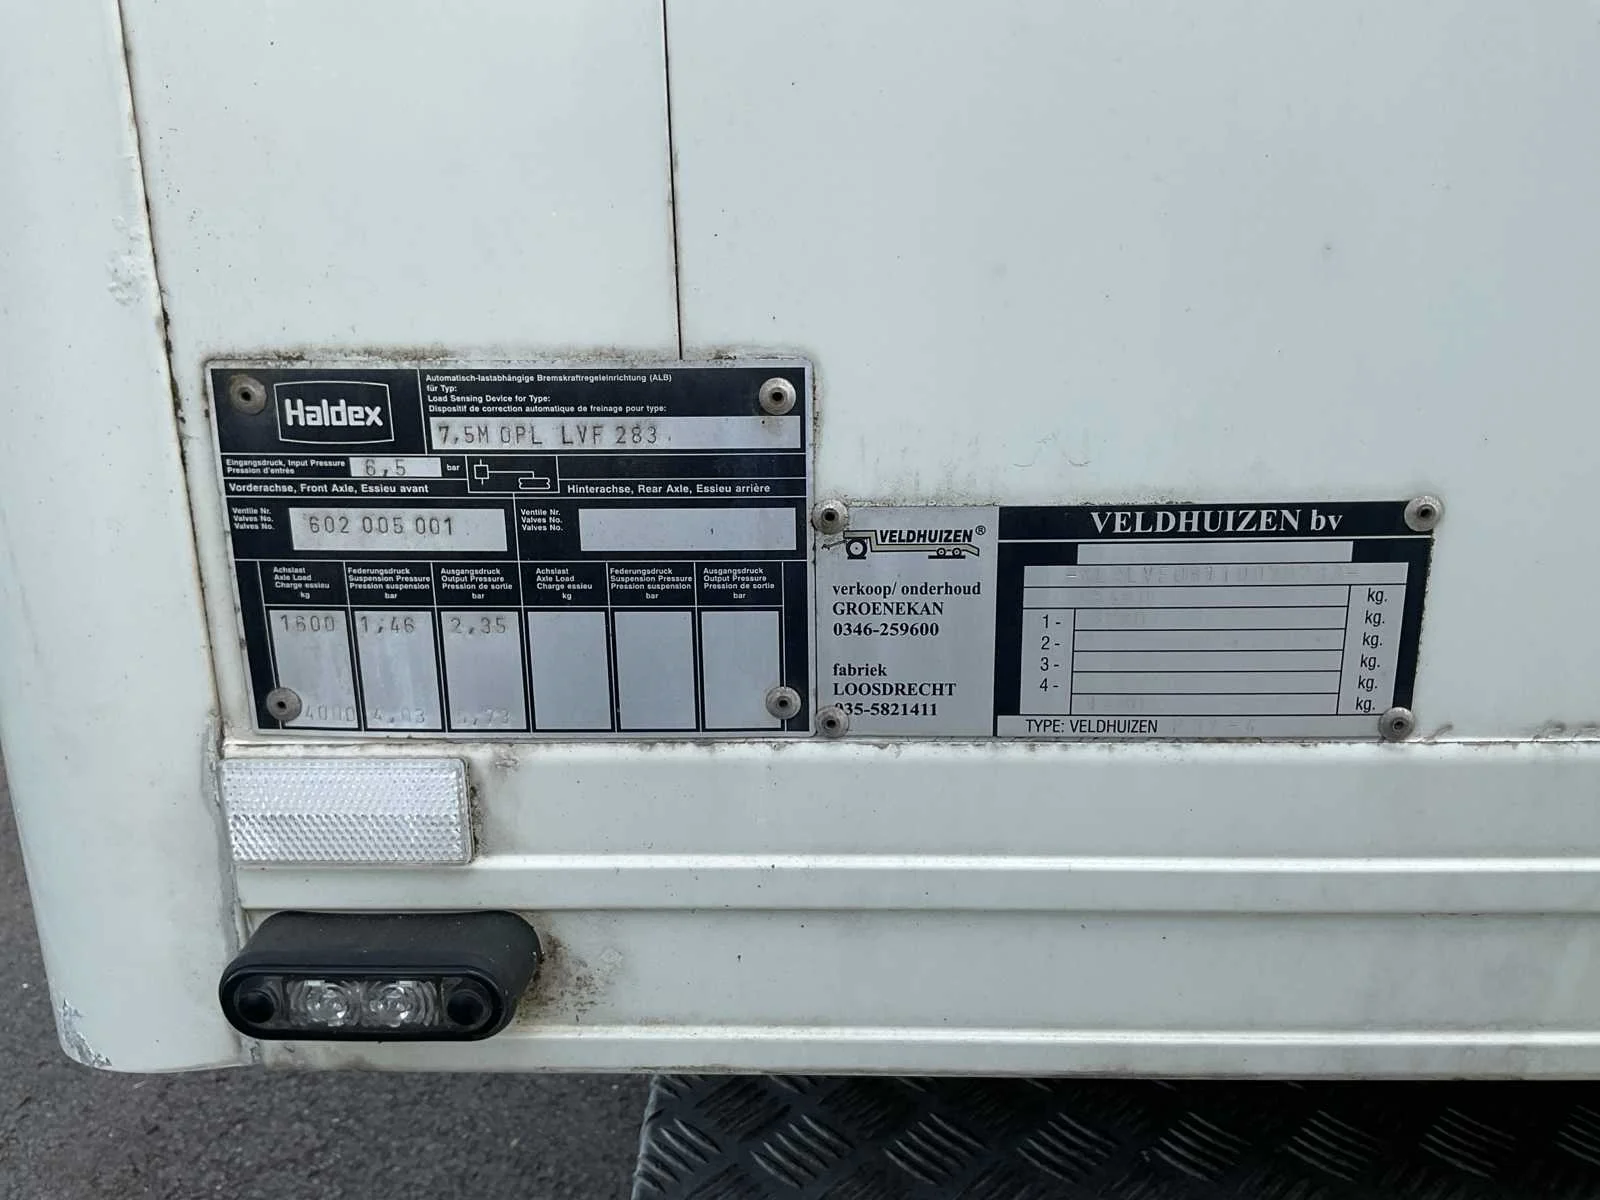 Haldex
Automatisch-lastabhängige Bremskraftregeleinrichtung (ALB)
für Typ:
Load Sensing Device for Type:
Dispositif de correction automatique de freinage pour type:
7,5M OPL LVF 283
Eingangsdruck, Input Pressure
Pression d'entrée
6,5
bar
Vorderachse, Front Axle, Essieu avant
Hinterachse, Rear Axle, Essieu arrière
Ventile Nr.
Valves No.
Valves No.
602 005 001
Ventile Nr.
Valves No.
Valves No.
Achslast
Axle Load
Charge essieu
kg
Federungsdruck
Suspension Pressure
Pression suspension
bar
Ausgangsdruck
Output Pressure
Pression de sortie
bar
Achslast
Axle Load
Charge essieu
kg
Federungsdruck
Suspension Pressure
Pression suspension
bar
Ausgangsdruck
Output Pressure
Pression de sortie
bar
1600 1,46 2,35
4000 4,03
VELDHUIZEN®
verkoop/ onderhoud
GROENEKAN
0346-259600
fabriek
LOOSDRECHT
035-5821411
VELDHUIZEN bv
kg.
1 - kg.
2 - kg.
3 - kg.
4 - kg.
kg.
TYPE: VELDHUIZEN